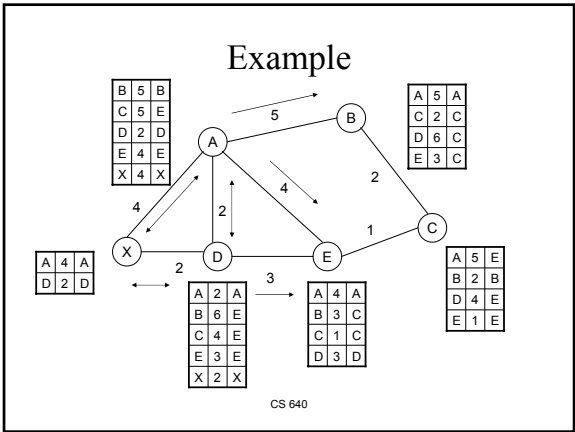 Example
B 5 B
C 5 E
D 2 D
E 4 E
X 4 X
A 5 A
C 2 C
D 6 C
E 3 C
5
A
B
4
2
4
2
1
X
D
E
C
2
3
A 4 A
D 2 D
A 2 A
B 6 E
C 4 E
E 3 E
X 2 X
A 4 A
B 3 C
C 1 C
D 3 D
A 5 E
B 2 B
D 4 E
E 1 E
CS 640